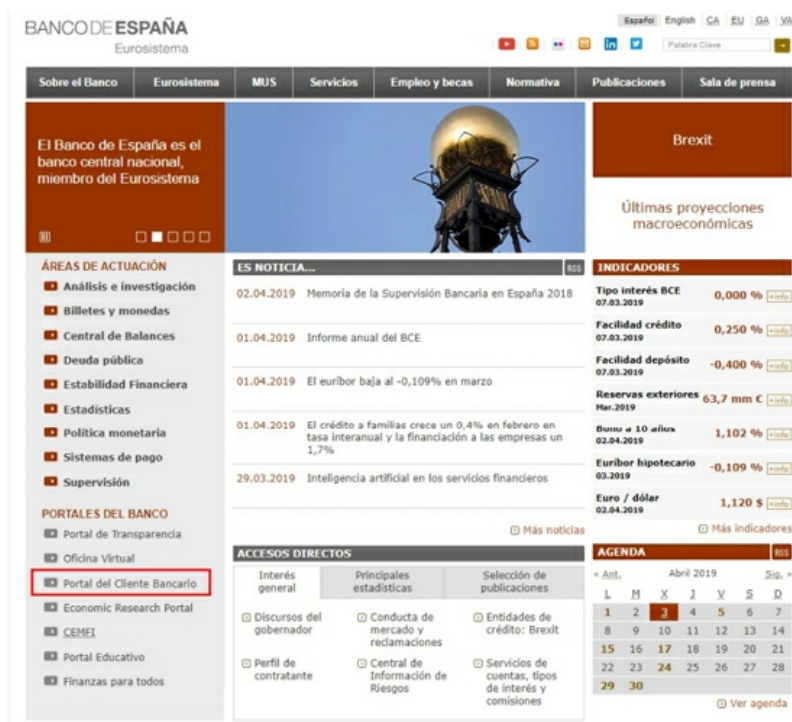 BANCO DE ESPAÑA
Eurosistema
Español English CA EU GA VA
Palabra Clave
Sobre el Banco Eurosistema MUS Servicios Empleo y becas Normativa Publicaciones Sala de prensa
El Banco de España es el
banco central nacional,
miembro del Eurosistema
Brexit
Últimas proyecciones
macroeconómicas
ÁREAS DE ACTUACIÓN
Análisis e investigación
Billetes y monedas
Central de Balances
Deuda pública
Estabilidad Financiera
Estadísticas
Política monetaria
Sistemas de pago
Supervisión
PORTALES DEL BANCO
Portal de Transparencia
Oficina Virtual
Portal del Cliente Bancario
Economic Research Portal
CEMFI
Portal Educativo
Finanzas para todos
ES NOTICIA... RSS
02.04.2019 Memoria de la Supervisión Bancaria en España 2018
01.04.2019 Informe anual del BCE
01.04.2019 El euríbor baja al -0,109% en marzo
01.04.2019 El crédito a familias crece un 0,4% en febrero en
tasa interanual y la financiación a las empresas un
1,7%
29.03.2019 Inteligencia artificial en los servicios financieros
Más noticias
ACCESOS DIRECTOS
Interés general
Principales estadísticas
Selección de publicaciones
Discursos del
gobernador
Perfil de
contratante
Conducta de
mercado y
reclamaciones
Central de
Información de
Riesgos
Entidades de
crédito: Brexit
Servicios de
cuentas, tipos
de interés y
comisiones
INDICADORES
Tipo interés BCE 0,000 % +info
07.03.2019
Facilidad crédito 0,250 % +info
07.03.2019
Facilidad depósito -0,400 % +info
07.03.2019
Reservas exteriores 63,7 mm € +info
Mar.2019
Bono a 10 años 1,102 % +info
02.04.2019
Euríbor hipotecario -0,109 % +info
03.2019
Euro / dólar 1,120 $ +info
02.04.2019
Más indicadores
AGENDA RSS
« Ant. Abril 2019 Sig. »
L M X J V S D
1 2 3 4 5 6 7
8 9 10 11 12 13 14
15 16 17 18 19 20 21
22 23 24 25 26 27 28
29 30
Ver agenda